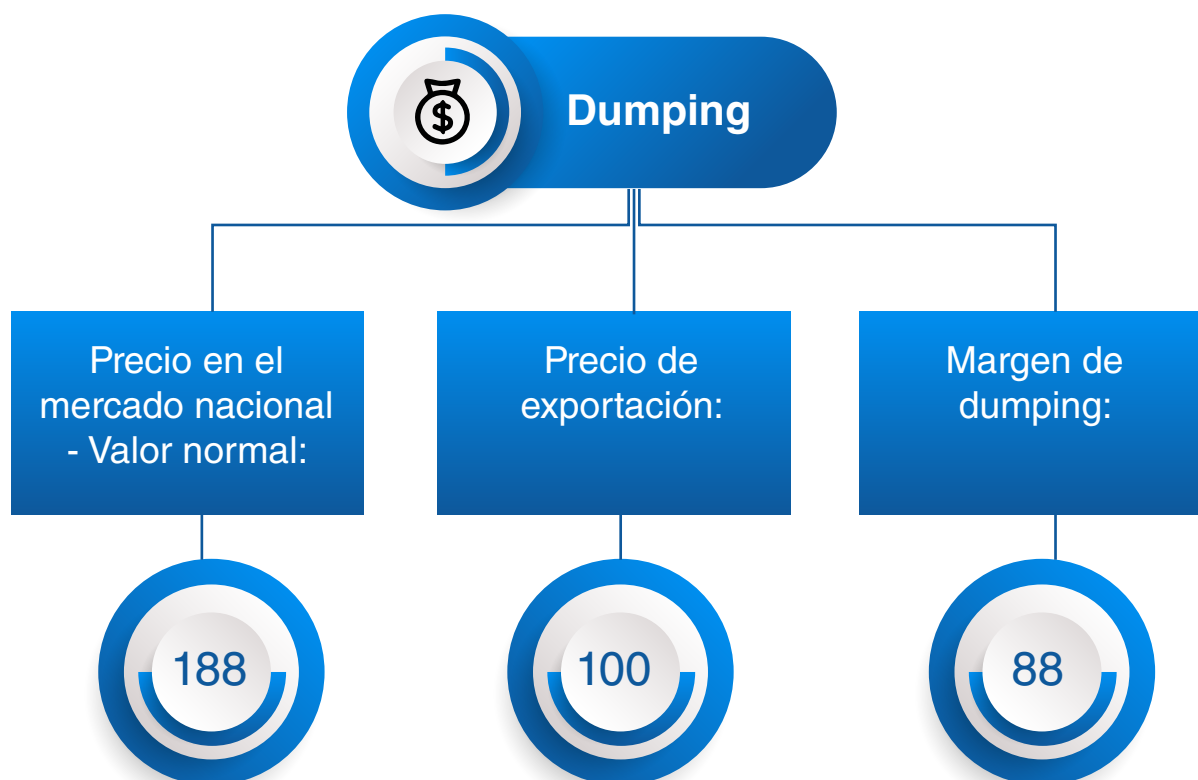 $
Dumping
Precio en el
mercado nacional
- Valor normal:
Precio de
exportación:
Margen de
dumping:
188
100
88